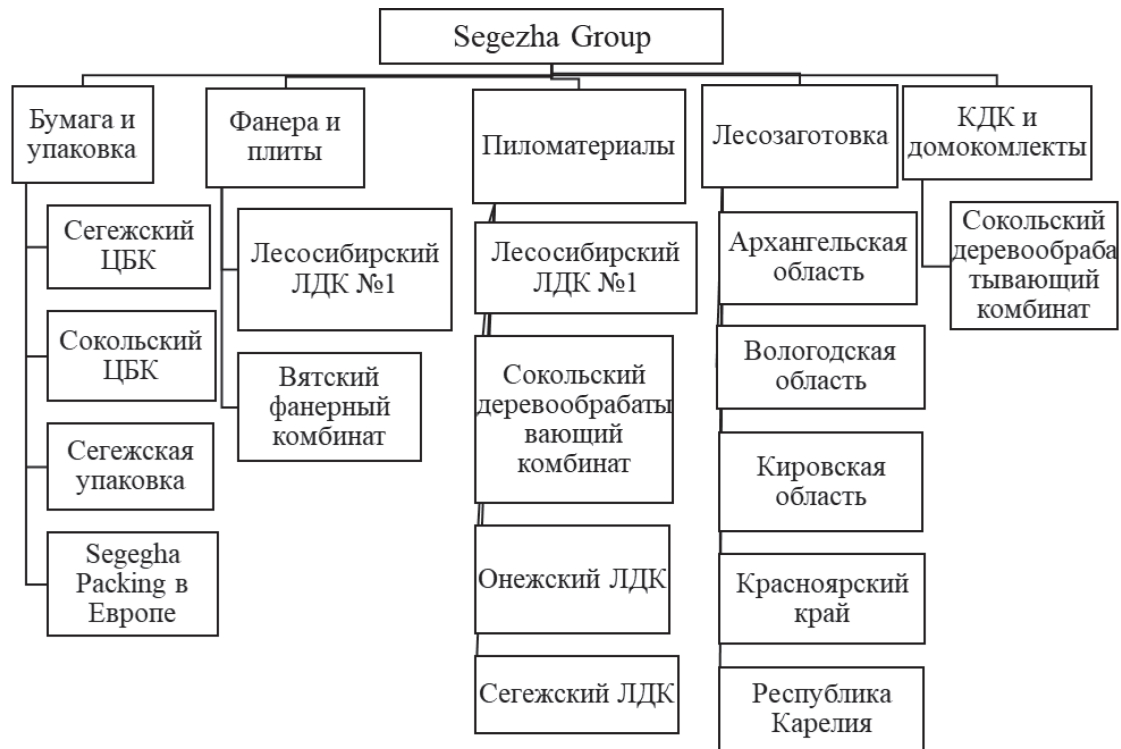 Segezha Group
Бумага и
упаковка
Сегежский
ЦБК
Сокольский
ЦБК
Сегежская
упаковка
Segegha
Packing в
Европе
Фанера и
плиты
Лесосибирский
ЛДК №1
Вятский
фанерный
комбинат
Пиломатериалы
Лесосибирский
ЛДК №1
Сокольский
деревообрабаты
вающий
комбинат
Онежский ЛДК
Сегежский ЛДК
Лесозаготовка
Архангельская
область
Вологодская
область
Кировская
область
Красноярский
край
Республика
Карелия
КДК и
домокомлекты
Сокольский
деревообраба
тывающий
комбинат